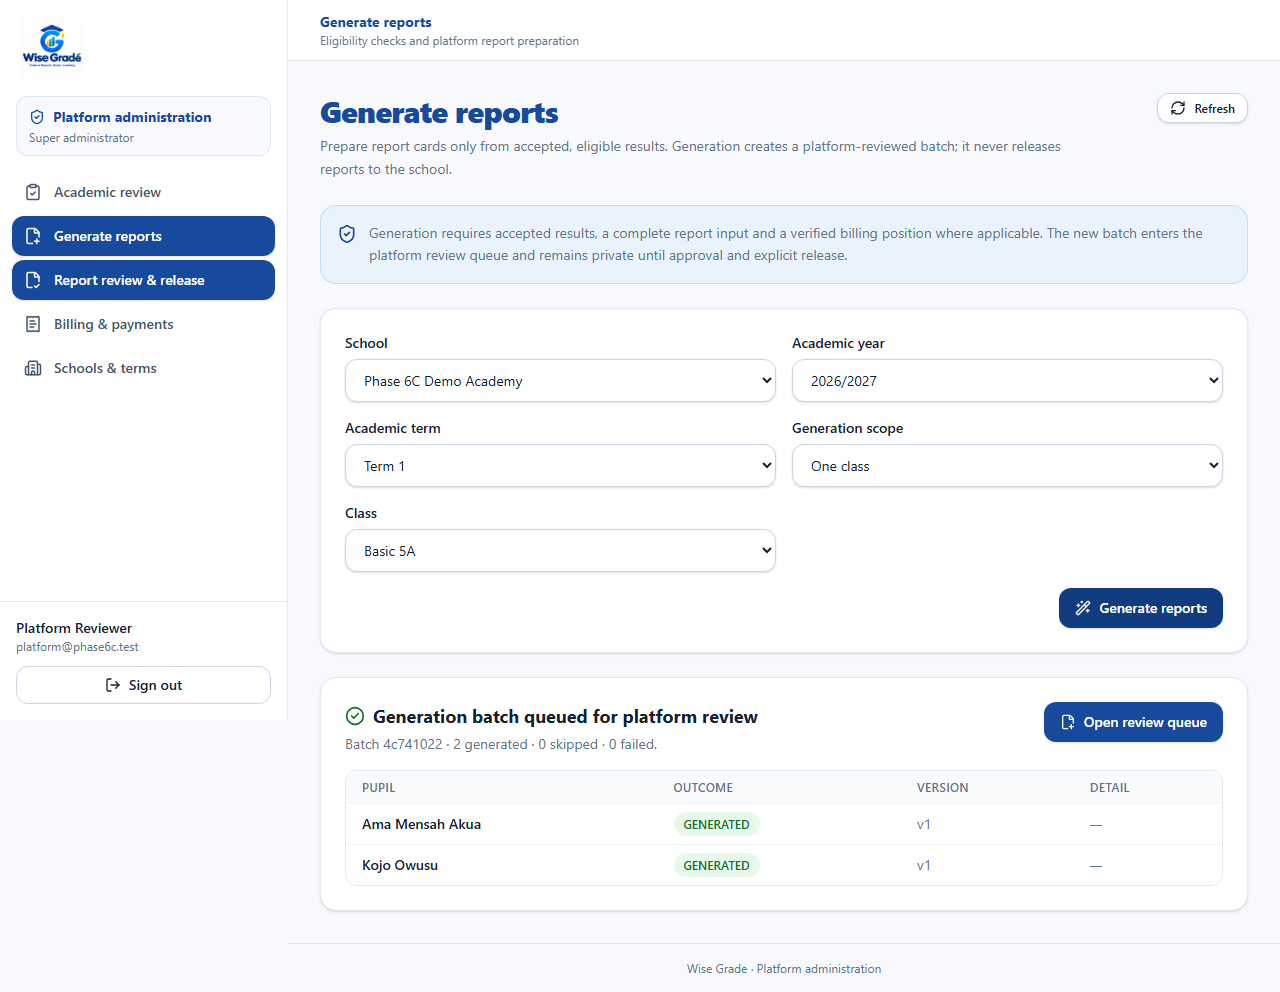 Wise Grade
Platform administration
Super administrator
Academic review
Generate reports
Report review & release
Billing & payments
Schools & terms
Platform Reviewer
platform@phase6c.test
Sign out
Generate reports
Eligibility checks and platform report preparation
Generate reports
Refresh
Prepare report cards only from accepted, eligible results. Generation creates a platform-reviewed batch; it never releases
reports to the school.
Generation requires accepted results, a complete report input and a verified billing position where applicable. The new batch enters the
platform review queue and remains private until approval and explicit release.
School
Academic year
Phase 6C Demo Academy
2026/2027
Academic term
Generation scope
Term 1
One class
Class
Basic 5A
Generate reports
Generation batch queued for platform review
Open review queue
Batch 4c741022 · 2 generated · 0 skipped · 0 failed.
PUPIL OUTCOME VERSION DETAIL
Ama Mensah Akua GENERATED v1 —
Kojo Owusu GENERATED v1 —
Wise Grade · Platform administration